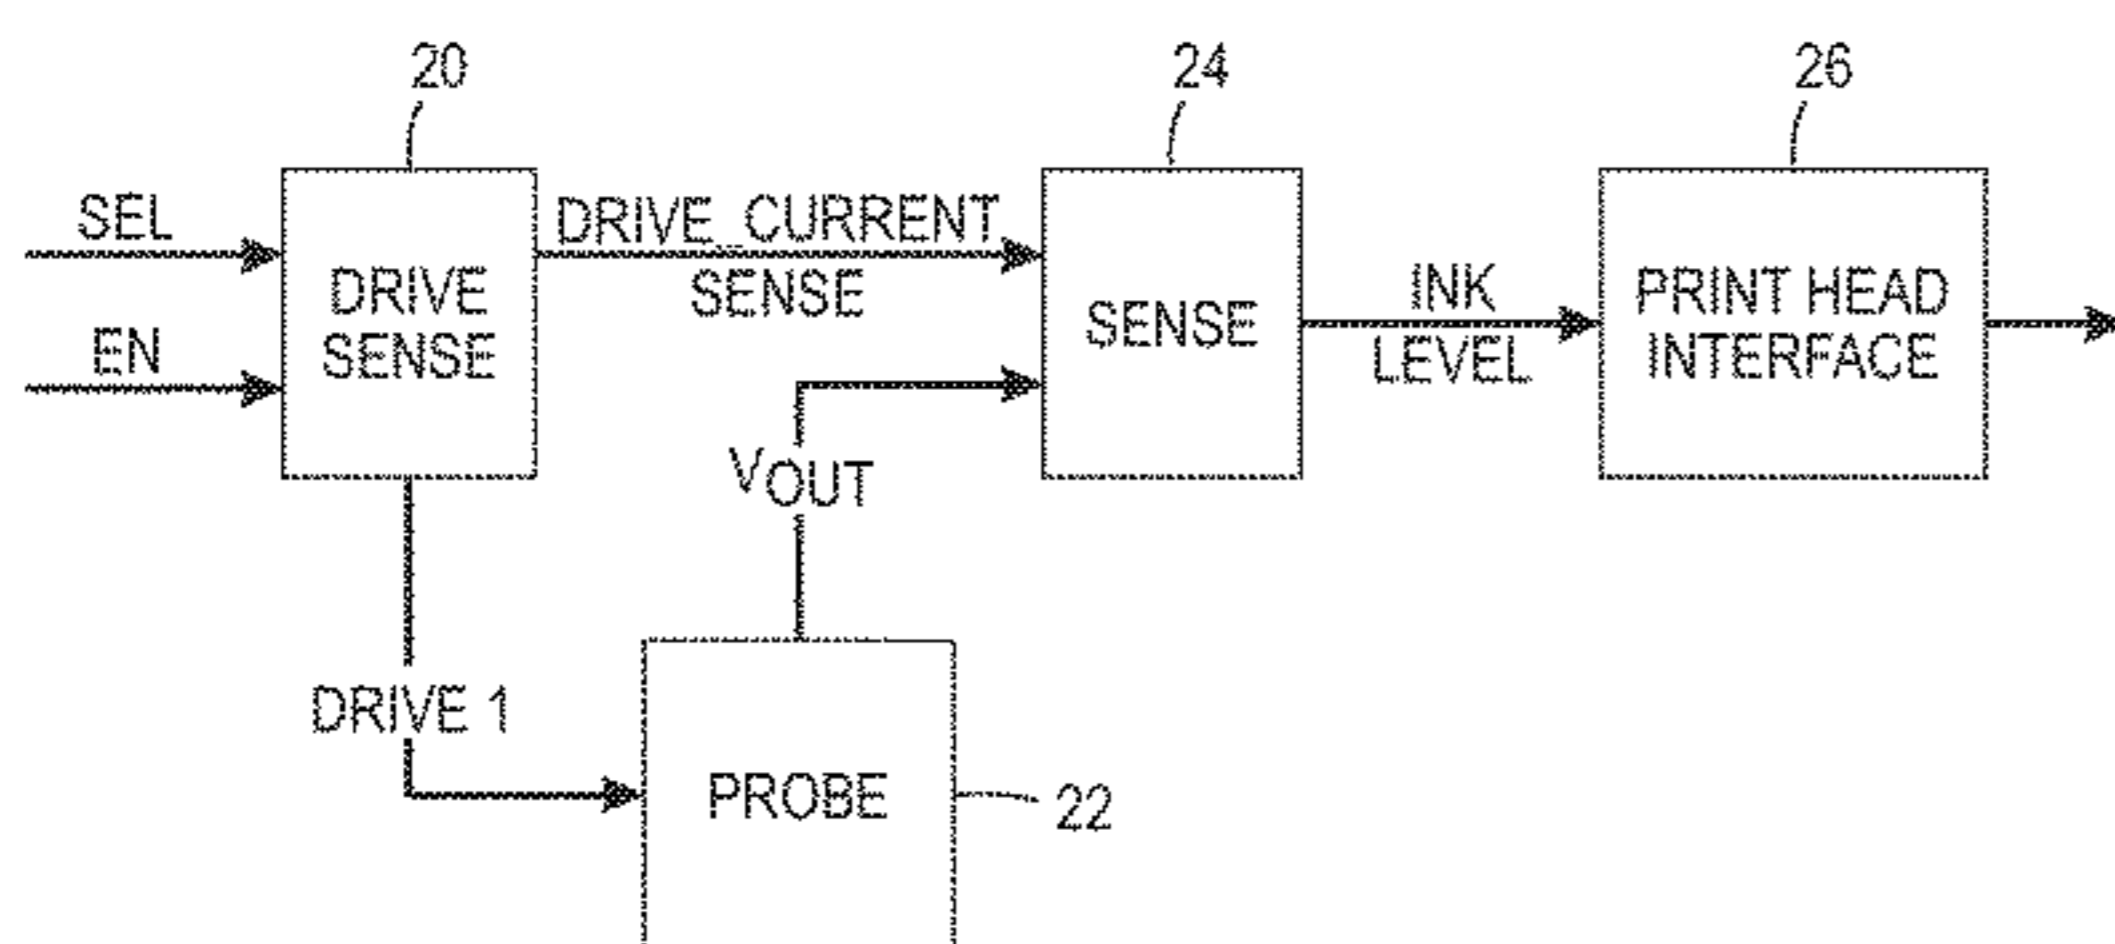 20
24
26
SEL
EN
DRIVE
SENSE
DRIVE_CURRENT
SENSE
SENSE
INK
LEVEL
PRINT HEAD
INTERFACE
VOUT
DRIVE 1
PROBE
22